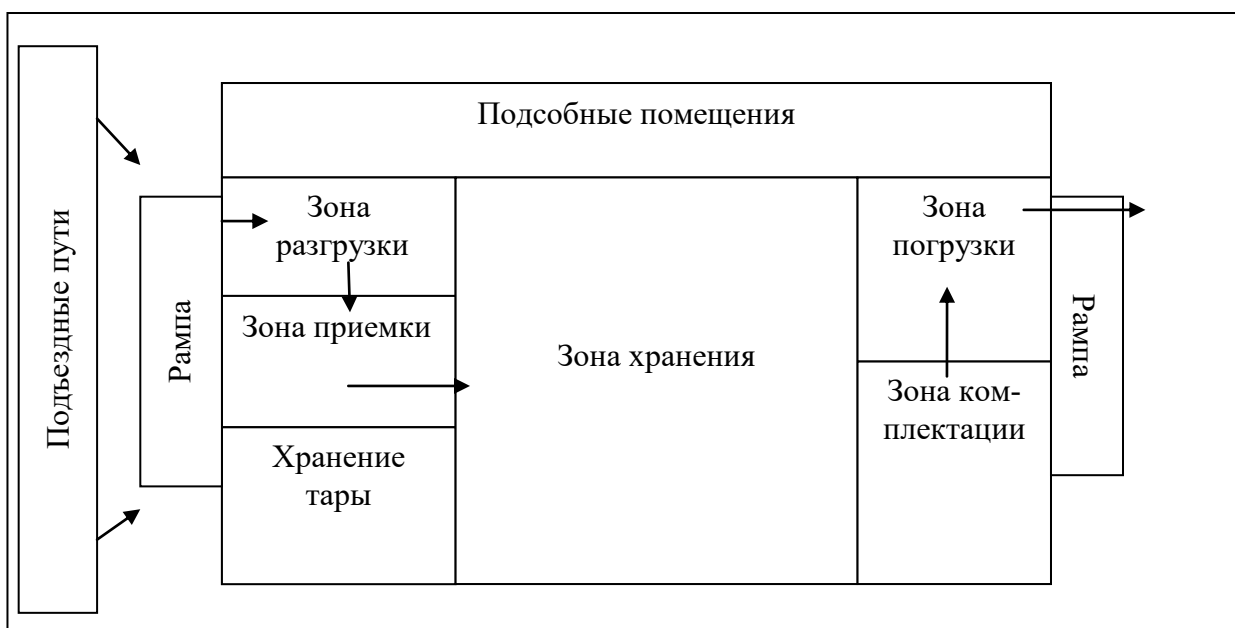 Подсобные помещения
Подъездные пути
Рампа
Зона
разгрузки
Зона приемки
Хранение
тары
Зона хранения
Зона
погрузки
Зона ком-
плектации
Рампа